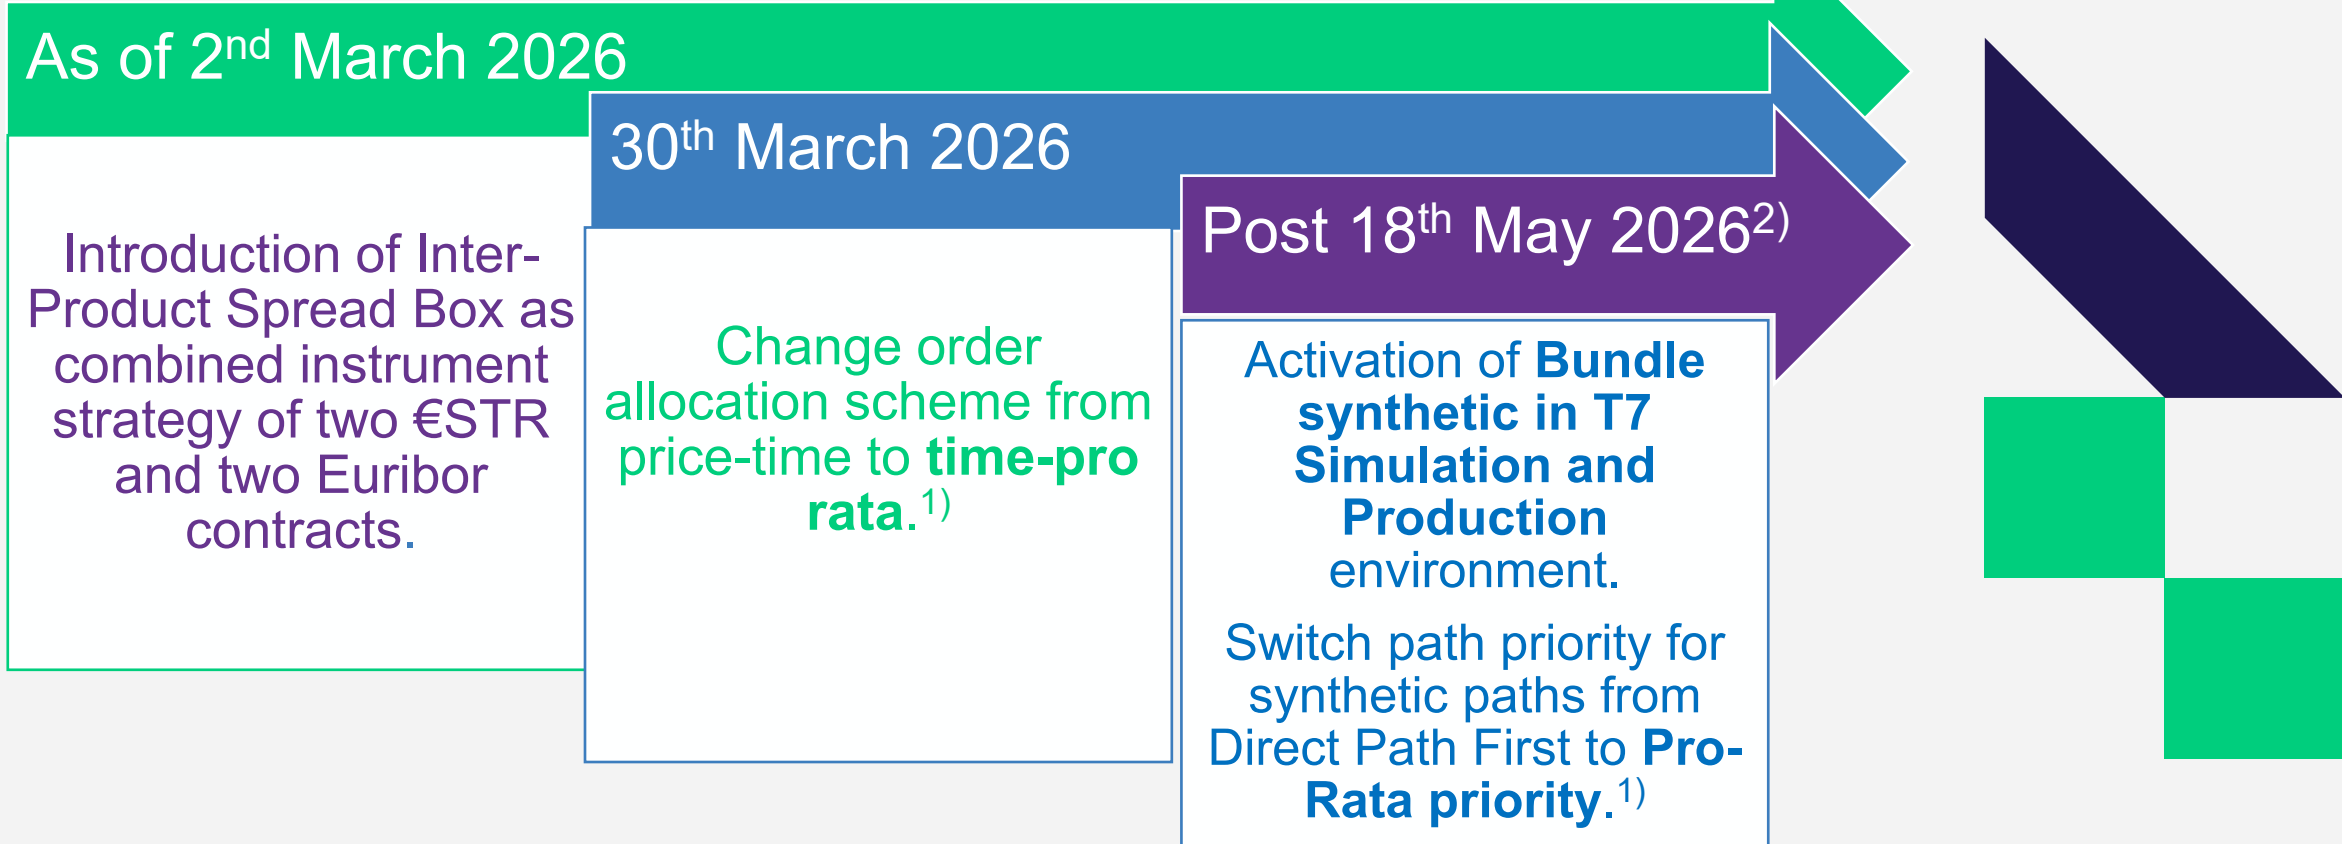 As of 2nd March 2026
Introduction of Inter-
Product Spread Box as
combined instrument
strategy of two €STR
and two Euribor
contracts.
30th March 2026
Change order
allocation scheme from
price-time to time-pro
rata.1)
Post 18th May 20262)
Activation of Bundle
synthetic in T7
Simulation and
Production
environment.
Switch path priority for
synthetic paths from
Direct Path First to Pro-
Rata priority.1)